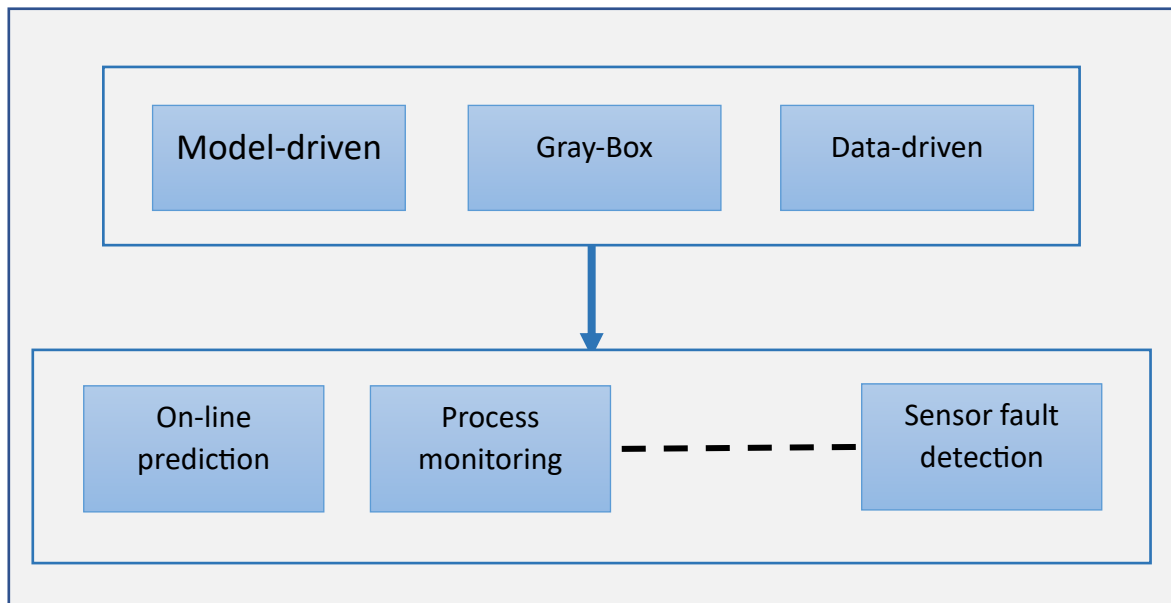 Model-driven
Gray-Box
Data-driven
On-line
prediction
Process
monitoring
Sensor fault
detection